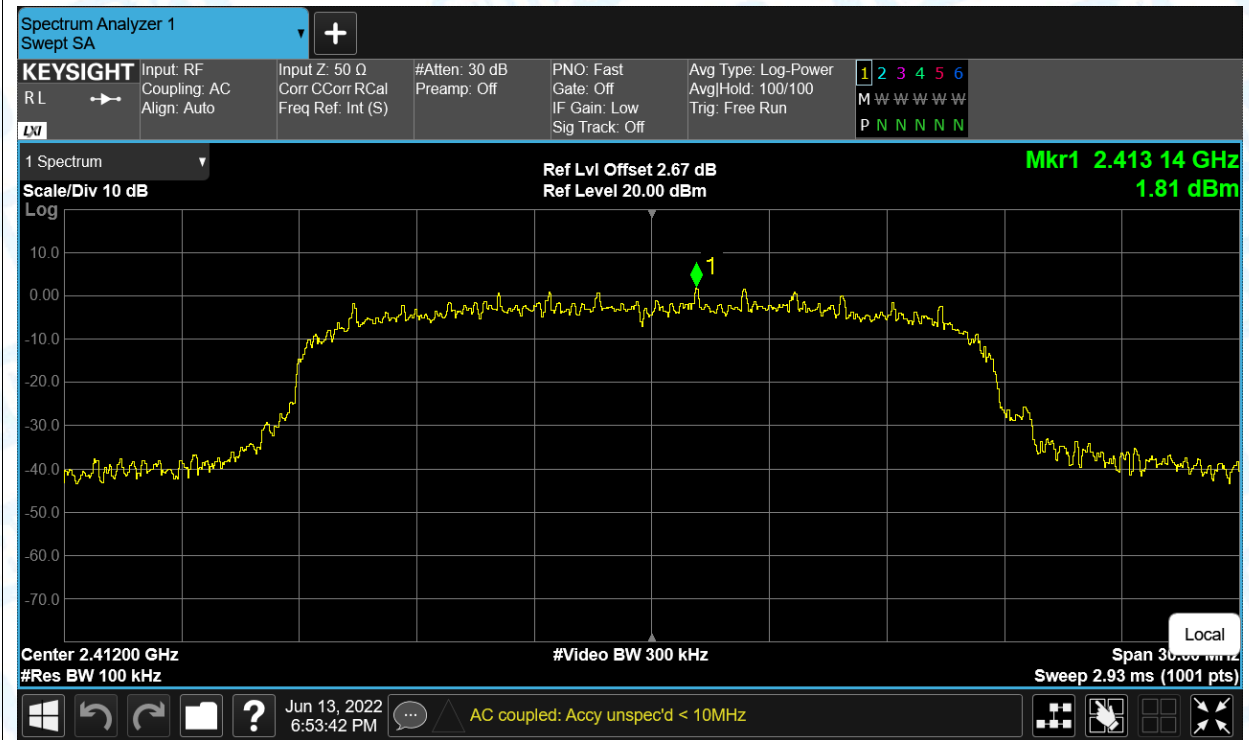 Spectrum Analyzer 1
Swept SA
+
KEYSIGHT
R L
LXI
Input: RF
Coupling: AC
Align: Auto
Input Z: 50 Ω
Corr CCorr RCal
Freq Ref: Int (S)
#Atten: 30 dB
Preamp: Off
PNO: Fast
Gate: Off
IF Gain: Low
Sig Track: Off
Avg Type: Log-Power
Avg|Hold: 100/100
Trig: Free Run
1 2 3 4 5 6
M W W W W W
P N N N N N
1 Spectrum
Scale/Div 10 dB
Log
Ref Lvl Offset 2.67 dB
Ref Level 20.00 dBm
Mkr1 2.413 14 GHz
1.81 dBm
10.0
1
0.00
-10.0
-20.0
-30.0
-40.0
-50.0
-60.0
-70.0
Local
Center 2.41200 GHz
#Video BW 300 kHz
Span 30.00 MHz
#Res BW 100 kHz
Sweep 2.93 ms (1001 pts)
?
Jun 13, 2022
6:53:42 PM
AC coupled: Accy unspec'd < 10MHz